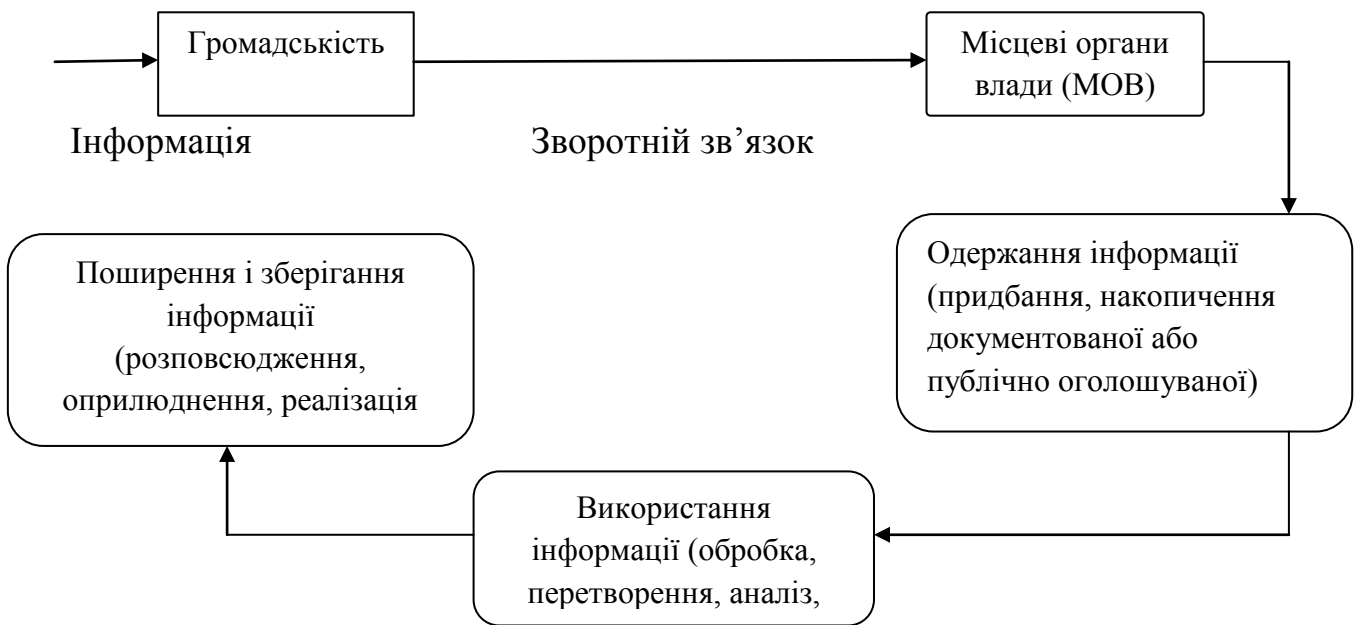 Громадськість
Місцеві органи
влади (МОВ)
Інформація
Зворотній зв’язок
Одержання інформації
(придбання, накопичення
документованої або
публічно оголошуваної)
Поширення і зберігання
інформації
(розповсюдження,
оприлюднення, реалізація
Використання
інформації (обробка,
перетворення, аналіз,